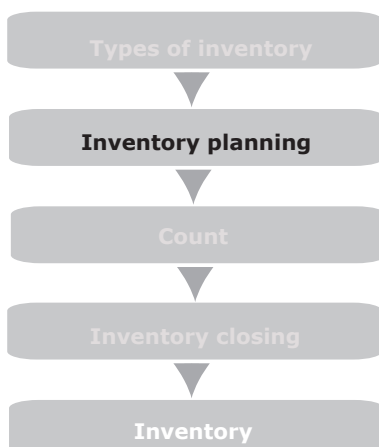 Types of inventory
Inventory planning
Count
Inventory closing
Inventory